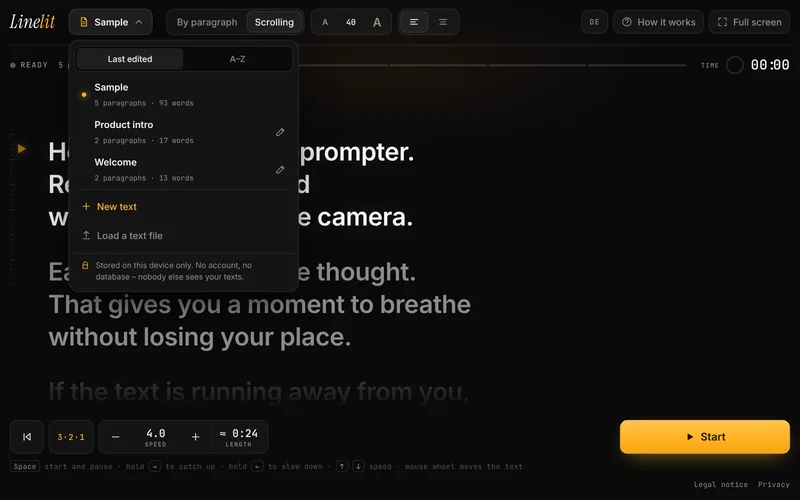 Linelit
Sample
By paragraph
Scrolling
A 40 A
DE
How it works
Full screen
READY 5
TIME 00:00
Last edited
A–Z
Sample
5 paragraphs · 93 words
Product intro
2 paragraphs · 17 words
Welcome
2 paragraphs · 13 words
+ New text
Load a text file
Stored on this device only. No account, no
database – nobody else sees your texts.
prompter.
camera.
thought.
That gives you a moment to breathe
without losing your place.
If the text is running away from you,
3·2·1
− 4.0 +
SPEED
≈ 0:24
LENGTH
Start
Space start and pause · hold → to catch up · hold ← to slow down · ↑ ↓ speed · mouse wheel moves the text
Legal notice Privacy